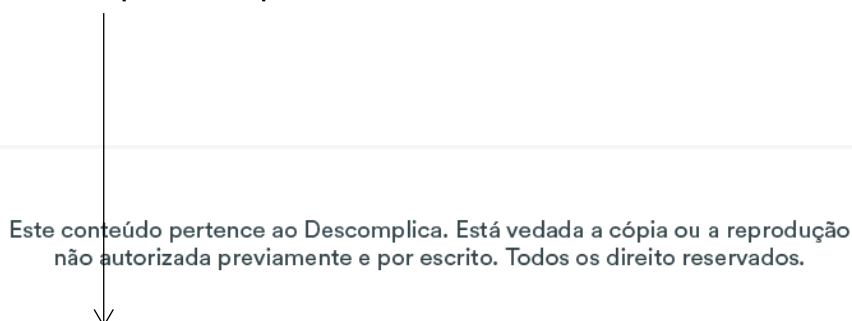 Este conteúdo pertence ao Descomplica. Está vedada a cópia ou a reprodução
não autorizada previamente e por escrito. Todos os direito reservados.